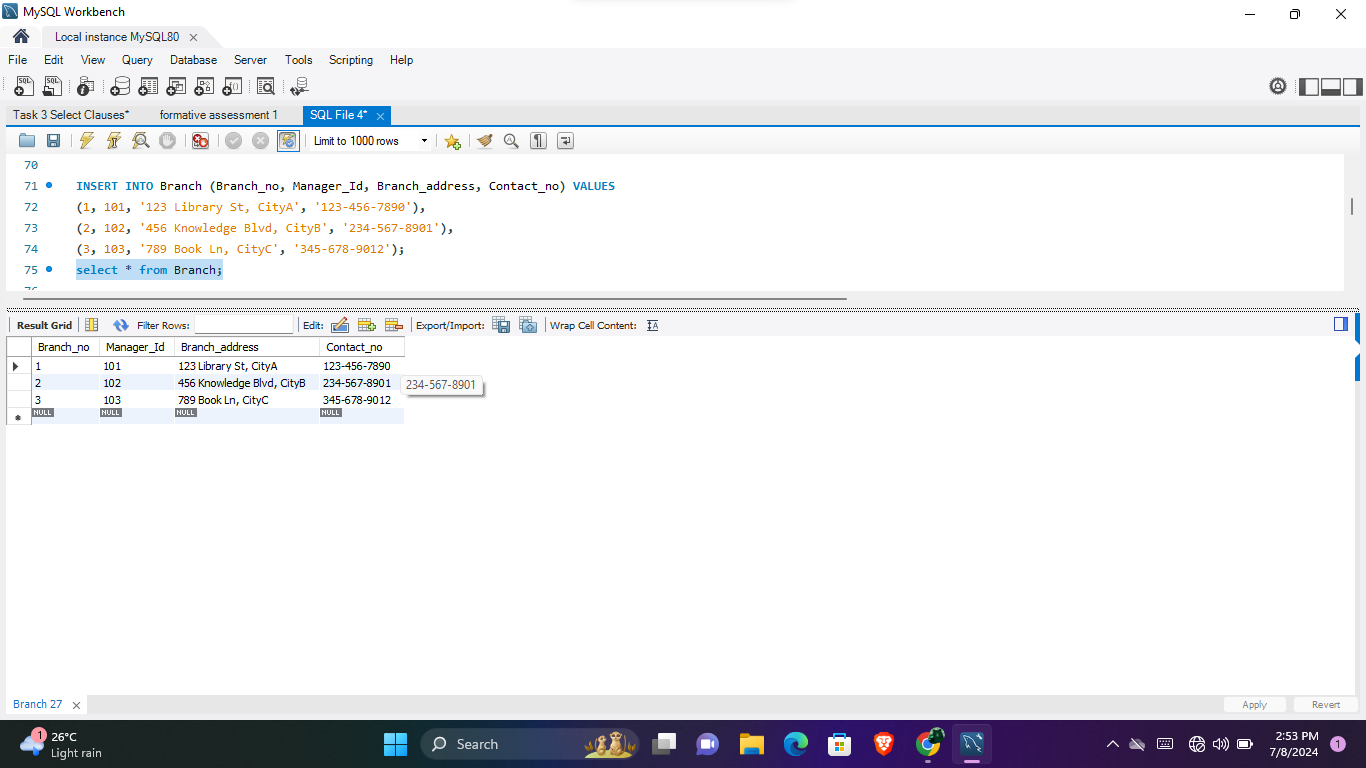 MySQL Workbench
Local instance MySQL80
File Edit View Query Database Server Tools Scripting Help
Task 3 Select Clauses* formative assessment 1 SQL File 4*
Limit to 1000 rows
70
71 INSERT INTO Branch (Branch_no, Manager_Id, Branch_address, Contact_no) VALUES
72 (1, 101, '123 Library St, CityA', '123-456-7890'),
73 (2, 102, '456 Knowledge Blvd, CityB', '234-567-8901'),
74 (3, 103, '789 Book Ln, CityC', '345-678-9012');
75 select * from Branch;
Result Grid Filter Rows: Edit: Export/Import: Wrap Cell Content:
Branch_no Manager_Id Branch_address Contact_no
1 101 123 Library St, CityA 123-456-7890
2 102 456 Knowledge Blvd, CityB 234-567-8901 234-567-8901
3 103 789 Book Ln, CityC 345-678-9012
NULL NULL NULL NULL
Branch 27 Apply Revert
1 26°C
Light rain
Search
2:53 PM
7/8/2024 1